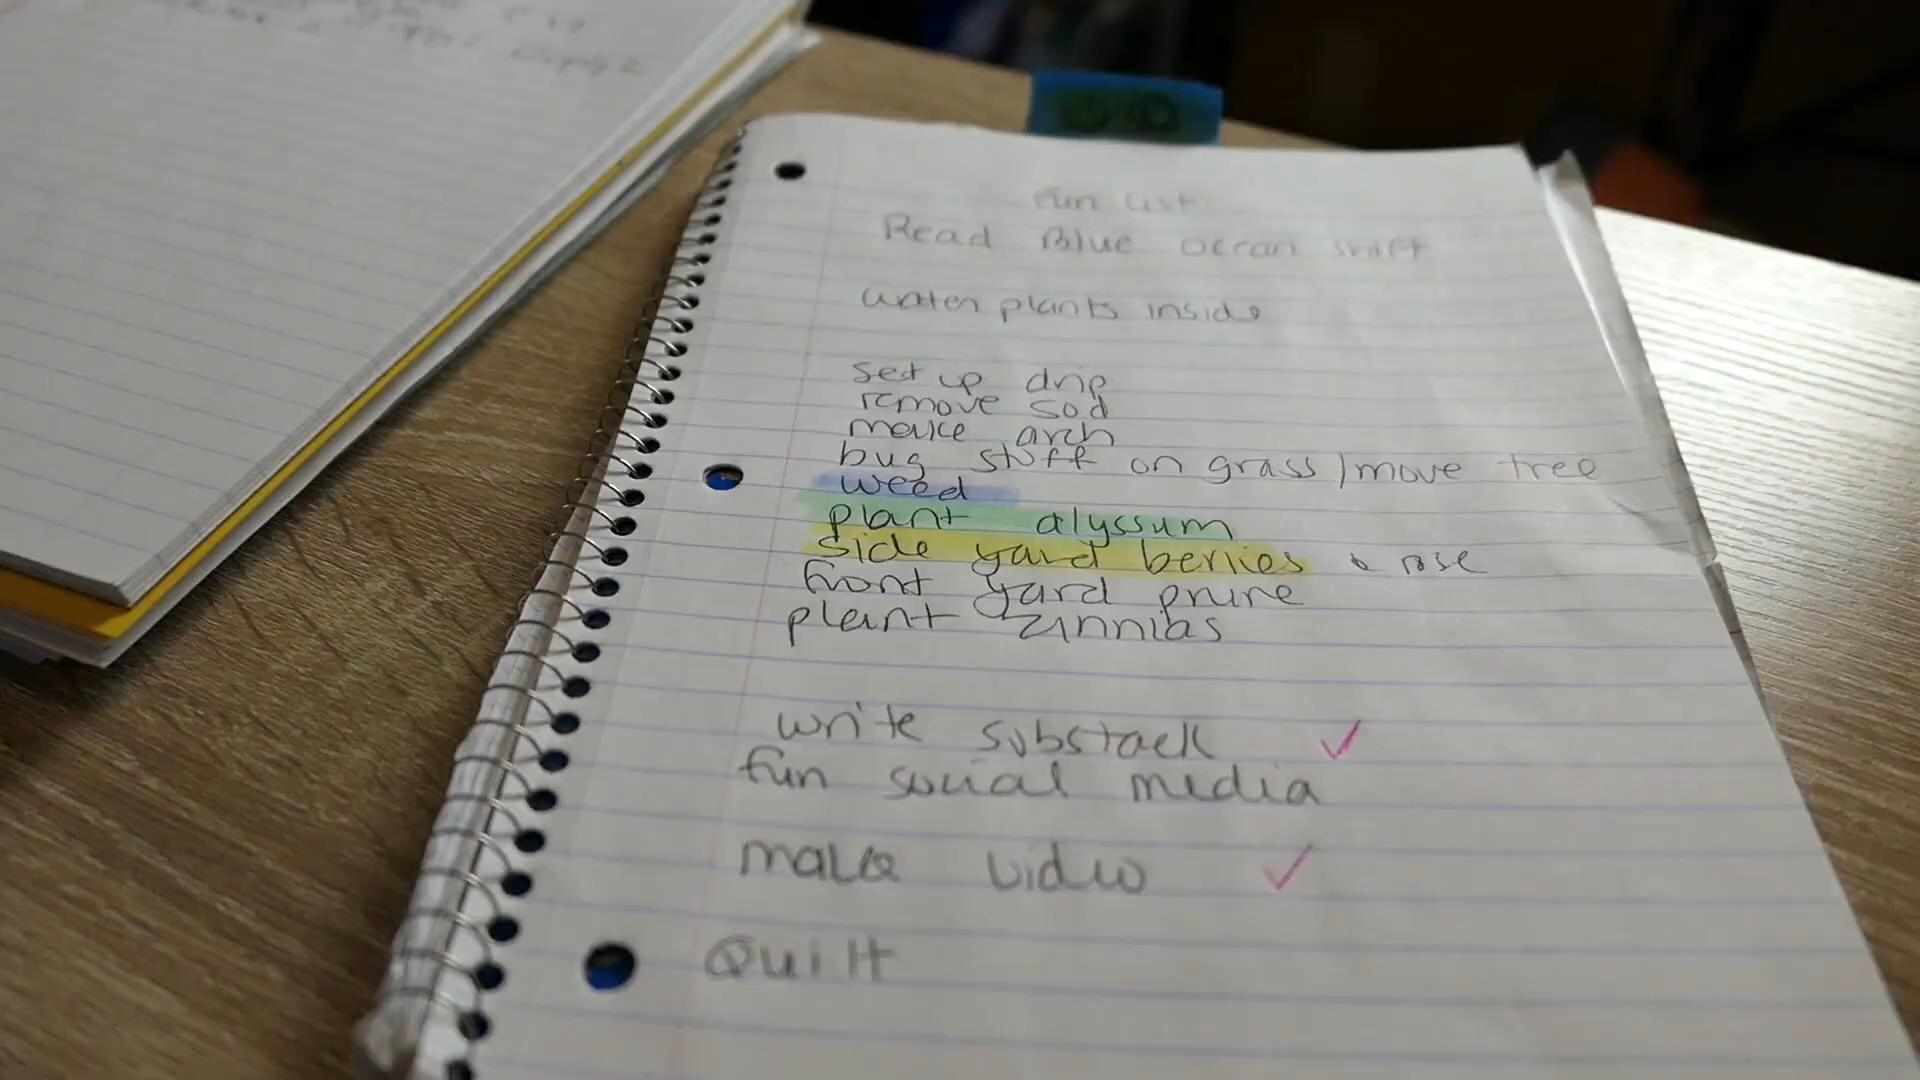 Fun List
Read Blue Ocean Shift
water plants inside
set up drip
remove sod
make arch
bug stuff on grass / move tree
weed
plant alyssum
side yard berries & rose
front yard prune
plant zinnias
write substack ✓
fun social media
make video ✓
Quilt